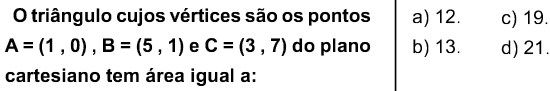 O triângulo cujos vértices são os pontos
A = (1 , 0) , B = (5 , 1) e C = (3 , 7) do plano
cartesiano tem área igual a:
a) 12. c) 19.
b) 13. d) 21.